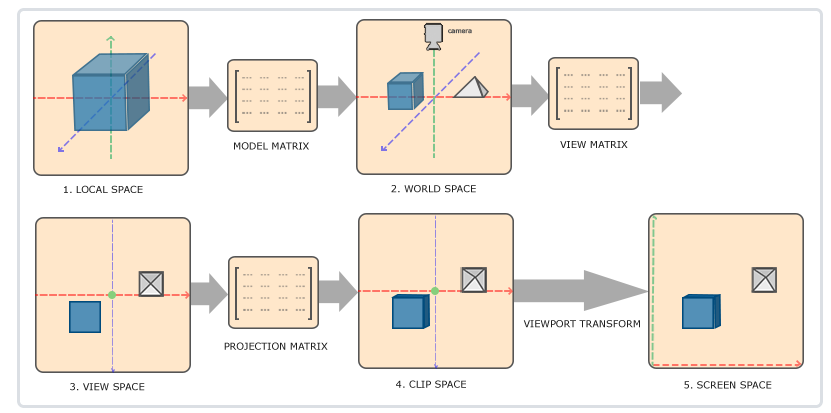 camera
MODEL MATRIX
VIEW MATRIX
1. LOCAL SPACE
2. WORLD SPACE
PROJECTION MATRIX
VIEWPORT TRANSFORM
3. VIEW SPACE
4. CLIP SPACE
5. SCREEN SPACE